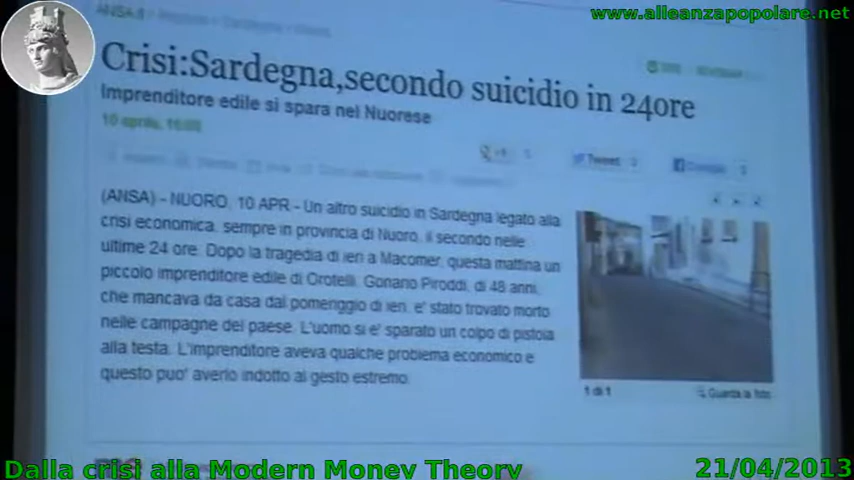 www.alleanzapopolare.net
ANSA.it
Crisi:Sardegna,secondo suicidio in 24ore
Imprenditore edile si spara nel Nuorese
10 aprile,
Tweet
(ANSA) - NUORO, 10 APR - Un altro suicidio in Sardegna legato alla
crisi economica, sempre in provincia di Nuoro, il secondo nelle
ultime 24 ore. Dopo la tragedia di ieri a Macomer, questa mattina un
piccolo imprenditore edile di Orotelli, Gonario Piroddi, di 48 anni,
che mancava da casa dal pomeriggio di ieri, e' stato trovato morto
nelle campagne del paese. L'uomo si e' sparato un colpo di pistola
alla testa. L'imprenditore aveva qualche problema economico e
questo puo' averlo indotto al gesto estremo.
1 di 1
Guarda la foto
Dalla crisi alla Modern Money Theory
21/04/2013